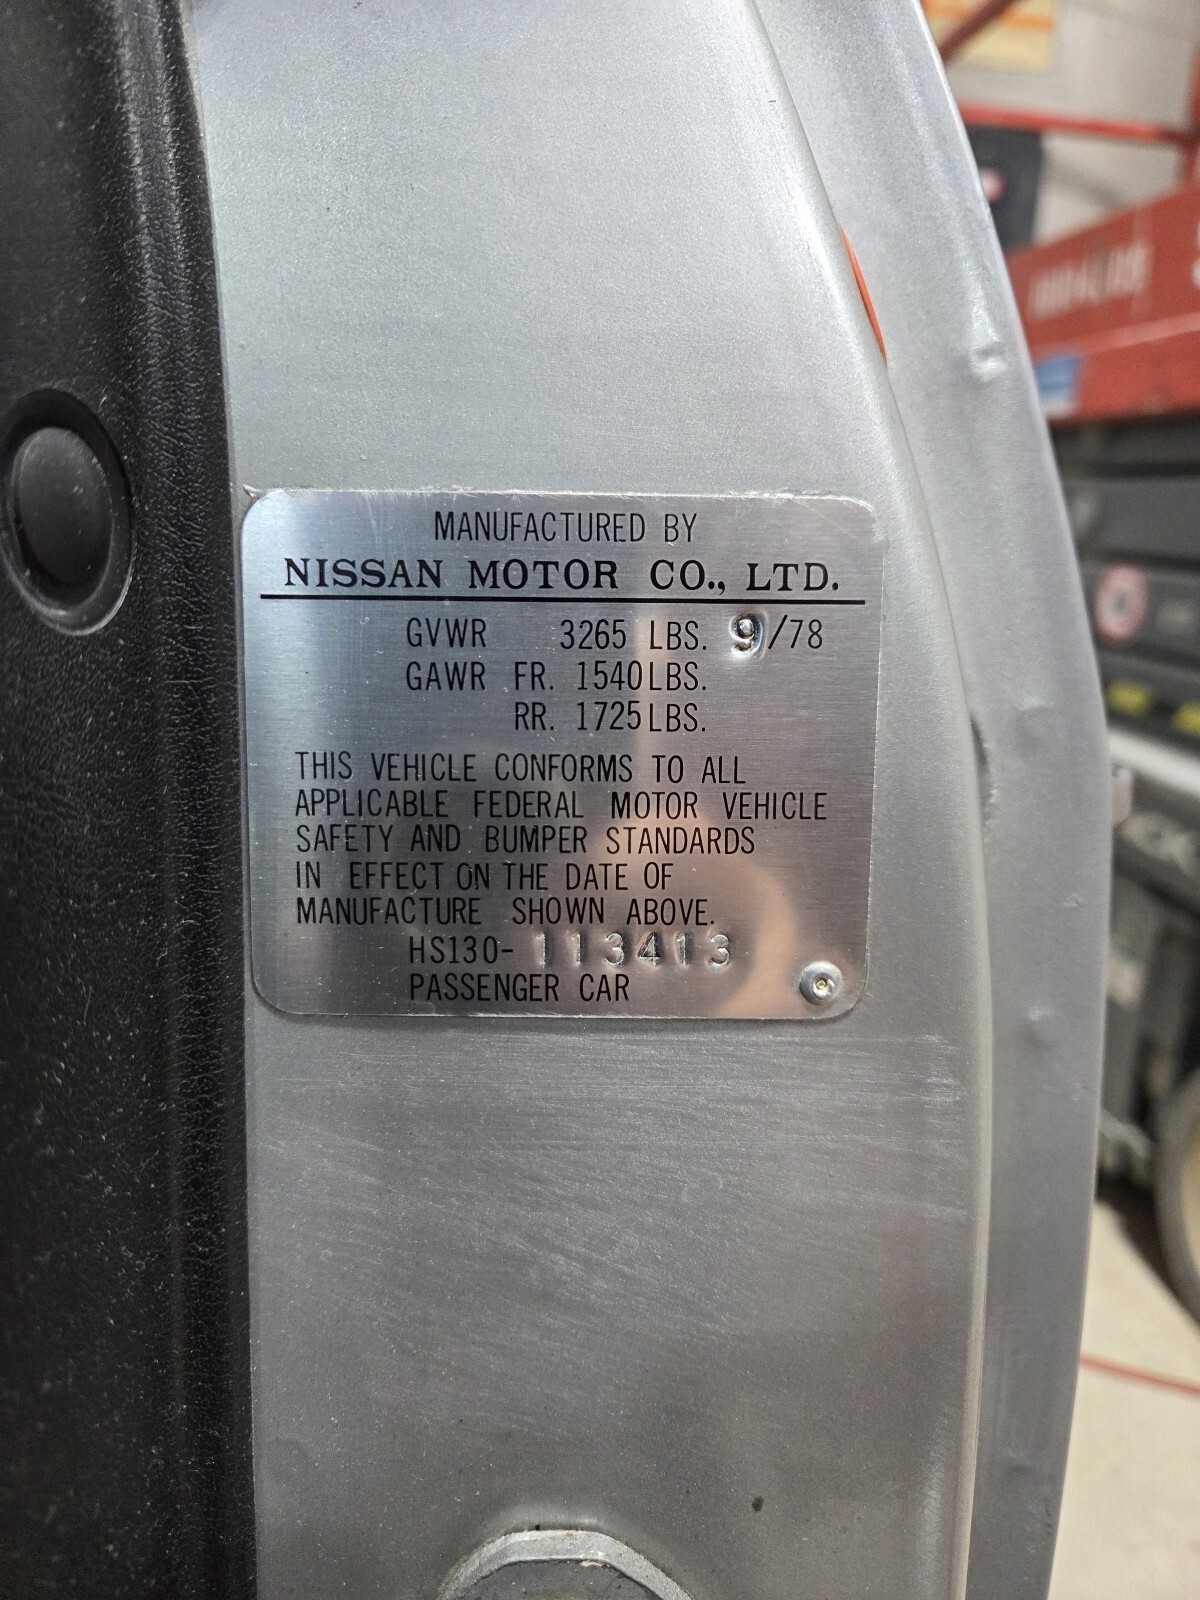 MANUFACTURED BY
NISSAN MOTOR CO., LTD.
GVWR 3265 LBS. 9/78
GAWR FR. 1540LBS.
RR. 1725LBS.
THIS VEHICLE CONFORMS TO ALL
APPLICABLE FEDERAL MOTOR VEHICLE
SAFETY AND BUMPER STANDARDS
IN EFFECT ON THE DATE OF
MANUFACTURE SHOWN ABOVE.
HS130-113413
PASSENGER CAR